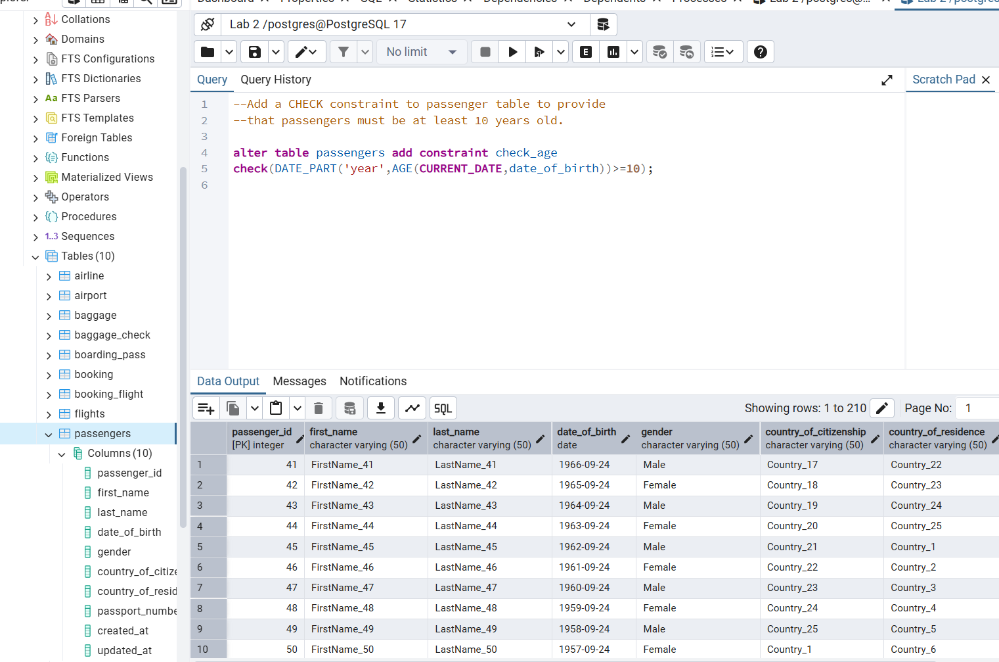 Lab 2 /postgres@PostgreSQL 17
No limit
Query
Query History
Scratch Pad
1 --Add a CHECK constraint to passenger table to provide
2 --that passengers must be at least 10 years old.
3
4 alter table passengers add constraint check_age
5 check(DATE_PART('year',AGE(CURRENT_DATE,date_of_birth))>=10);
6
Collations
Domains
FTS Configurations
FTS Dictionaries
Aa FTS Parsers
FTS Templates
Foreign Tables
Functions
Materialized Views
Operators
Procedures
1..3 Sequences
Tables (10)
airline
airport
baggage
baggage_check
boarding_pass
booking
booking_flight
flights
passengers
Columns (10)
passenger_id
first_name
last_name
date_of_birth
gender
country_of_citize
country_of_resid
passport_numbe
created_at
updated_at
Data Output Messages Notifications
SQL Showing rows: 1 to 210 Page No: 1
passenger_id first_name last_name date_of_birth gender country_of_citizenship country_of_residence
[PK] integer character varying (50) character varying (50) date character varying (50) character varying (50) character varying (50)
1 41 FirstName_41 LastName_41 1966-09-24 Male Country_17 Country_22
2 42 FirstName_42 LastName_42 1965-09-24 Female Country_18 Country_23
3 43 FirstName_43 LastName_43 1964-09-24 Male Country_19 Country_24
4 44 FirstName_44 LastName_44 1963-09-24 Female Country_20 Country_25
5 45 FirstName_45 LastName_45 1962-09-24 Male Country_21 Country_1
6 46 FirstName_46 LastName_46 1961-09-24 Female Country_22 Country_2
7 47 FirstName_47 LastName_47 1960-09-24 Male Country_23 Country_3
8 48 FirstName_48 LastName_48 1959-09-24 Female Country_24 Country_4
9 49 FirstName_49 LastName_49 1958-09-24 Male Country_25 Country_5
10 50 FirstName_50 LastName_50 1957-09-24 Female Country_1 Country_6